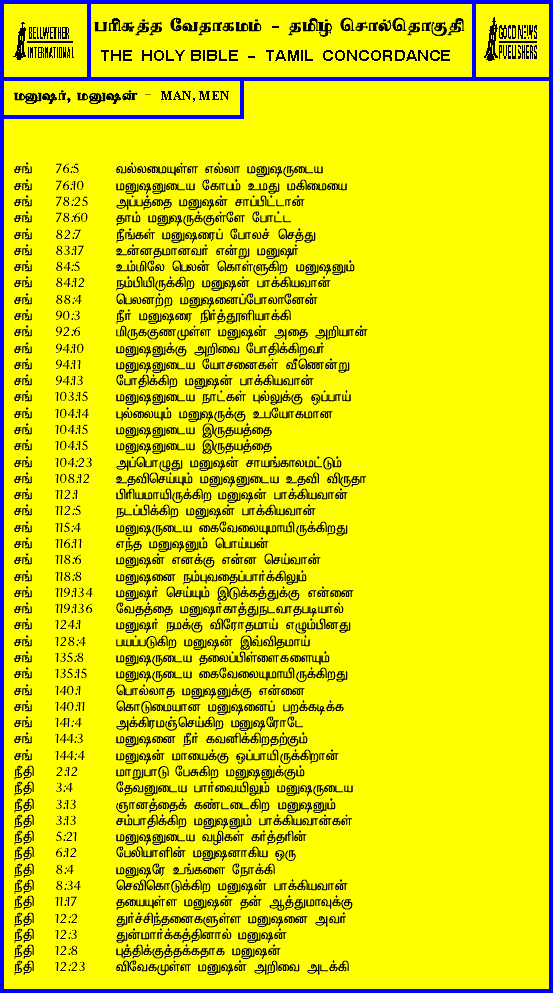 BELLWETHER
INTERNATIONAL
பரிசுத்த வேதாகமம் - தமிழ் சொல்தொகுதி
THE HOLY BIBLE - TAMIL CONCORDANCE
GOOD NEWS
PUBLISHERS
மனுஷர், மனுஷன் - MAN, MEN
சங் 76:5 வல்லமையுள்ள எல்லா மனுஷருடைய
சங் 76:10 மனுஷனுடைய கோபம் உமது மகிமையை
சங் 78:25 அப்பத்தை மனுஷன் சாப்பிட்டான்
சங் 78:60 தாம் மனுஷருக்குள்ளே போட்ட
சங் 82:7 நீங்கள் மனுஷரைப் போலச் செத்து
சங் 83:17 உன்னதமானவர் என்று மனுஷர்
சங் 84:5 உம்மிலே பெலன் கொள்ளுகிற மனுஷனும்
சங் 84:12 நம்பியிருக்கிற மனுஷன் பாக்கியவான்
சங் 88:4 பெலனற்ற மனுஷனைப்போலானேன்
சங் 90:3 நீர் மனுஷரை நிர்த்தூளியாக்கி
சங் 92:6 மிருககுணமுள்ள மனுஷன் அதை அறியான்
சங் 94:10 மனுஷனுக்கு அறிவை போதிக்கிறவர்
சங் 94:11 மனுஷனுடைய யோசனைகள் வீணென்று
சங் 94:13 போதிக்கிற மனுஷன் பாக்கியவான்
சங் 103:15 மனுஷனுடைய நாட்கள் புல்லுக்கு ஒப்பாய்
சங் 104:14 புல்லையும் மனுஷருக்கு உபயோகமான
சங் 104:15 மனுஷனுடைய இருதயத்தை
சங் 104:15 மனுஷனுடைய இருதயத்தை
சங் 104:23 அப்பொழுது மனுஷன் சாயங்காலமட்டும்
சங் 108:12 உதவிசெய்யும் மனுஷனுடைய உதவி விருதா
சங் 112:1 பிரியமாயிருக்கிற மனுஷன் பாக்கியவான்
சங் 112:5 நடப்பிக்கிற மனுஷன் பாக்கியவான்
சங் 115:4 மனுஷருடைய கைவேலையுமாயிருக்கிறது
சங் 116:11 எந்த மனுஷனும் பொய்யன்
சங் 118:6 மனுஷன் எனக்கு என்ன செய்வான்
சங் 118:8 மனுஷனை நம்புவதைப்பார்க்கிலும்
சங் 119:134 மனுஷர் செய்யும் இடுக்கத்துக்கு என்னை
சங் 119:136 வேதத்தை மனுஷர்காத்துநடவாதபடியால்
சங் 124:1 மனுஷர் நமக்கு விரோதமாய் எழும்பினது
சங் 128:4 பயப்படுகிற மனுஷன் இவ்விதமாய்
சங் 135:8 மனுஷருடைய தலைப்பிள்ளைகளையும்
சங் 135:15 மனுஷருடைய கைவேலையுமாயிருக்கிறது
சங் 140:1 பொல்லாத மனுஷனுக்கு என்னை
சங் 140:11 கொடுமையான மனுஷனைப் பறக்கடிக்க
சங் 141:4 அக்கிரமஞ்செய்கிற மனுஷரோடே
சங் 144:3 மனுஷனை நீர் கவனிக்கிறதற்கும்
சங் 144:4 மனுஷன் மாயைக்கு ஒப்பாயிருக்கிறான்
நீதி 2:12 மாறுபாடு பேசுகிற மனுஷனுக்கும்
நீதி 3:4 தேவனுடைய பார்வையிலும் மனுஷருடைய
நீதி 3:13 ஞானத்தைக் கண்டடைகிற மனுஷனும்
நீதி 3:13 சம்பாதிக்கிற மனுஷனும் பாக்கியவான்கள்
நீதி 5:21 மனுஷனுடைய வழிகள் கர்த்தரின்
நீதி 6:12 பேலியாளின் மனுஷனாகிய ஒரு
நீதி 8:4 மனுஷரே உங்களை நோக்கி
நீதி 8:34 செவிகொடுக்கிற மனுஷன் பாக்கியவான்
நீதி 11:17 தயையுள்ள மனுஷன் தன் ஆத்துமாவுக்கு
நீதி 12:2 துர்ச்சிந்தனைகளுள்ள மனுஷனை அவர்
நீதி 12:3 துன்மார்க்கத்தினால் மனுஷன்
நீதி 12:8 புத்திக்குத்தக்கதாக மனுஷன்
நீதி 12:23 விவேகமுள்ள மனுஷன் அறிவை அடக்கி